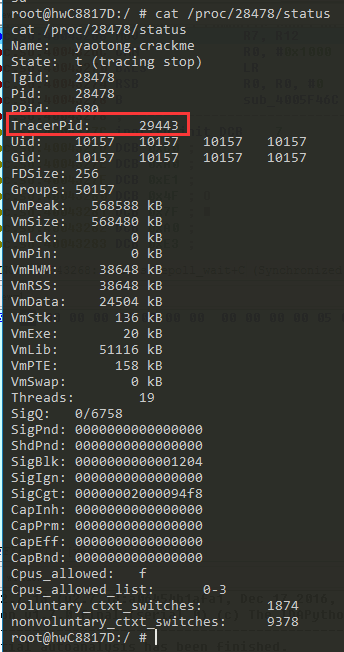 root@hwC8817D:/ # cat /proc/28478/status
cat /proc/28478/status
Name:   yaotong.crackme
State:  t (tracing stop)
Tgid:   28478
Pid:    28478
PPid:   680
TracerPid:      29443
Uid:    10157   10157   10157   10157
Gid:    10157   10157   10157   10157
FDSize: 256
Groups: 50157
VmPeak:   568588 kB
VmSize:   568480 kB
VmLck:         0 kB
VmPin:         0 kB
VmHWM:     38648 kB
VmRSS:     38648 kB
VmData:    24504 kB
VmStk:       136 kB
VmExe:        20 kB
VmLib:     51116 kB
VmPTE:       158 kB
VmSwap:        0 kB
Threads:        19
SigQ:   0/6758
SigPnd: 0000000000000000
ShdPnd: 0000000000000000
SigBlk: 0000000000001204
SigIgn: 0000000000000000
SigCgt: 00000002000094f8
CapInh: 0000000000000000
CapPrm: 0000000000000000
CapEff: 0000000000000000
CapBnd: 0000000000000000
Cpus_allowed:   f
Cpus_allowed_list:      0-3
voluntary_ctxt_switches:        1874
nonvoluntary_ctxt_switches:     9378
root@hwC8817D:/ #